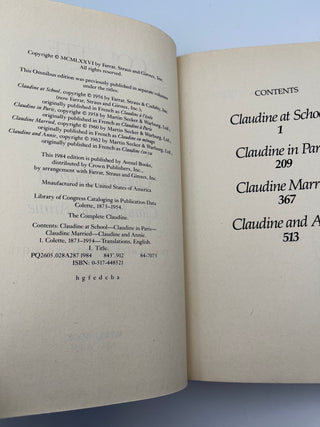 Copyright © MCMLXXVI by Farrar, Straus and Giroux, Inc.
All rights reserved.
This Omnibus edition was previously published in separate volumes
under the titles:
Claudine at School, copyright © 1956 by Farrar, Straus & Cudahy, Inc.
(now Farrar, Straus and Giroux, Inc.)
originally published in French as Claudine à l'école
Claudine in Paris, copyright © 1958 by Martin Secker & Warburg, Ltd.,
originally published in French as Claudine à Paris
Claudine Married, copyright © 1960 by Martin Secker & Warburg, Ltd.,
originally published in French as Claudine en ménage
Claudine and Annie, copyright © 1962 by Martin Secker & Warburg, Ltd.,
originally published in French as Claudine s'en va
This 1984 edition is published by Avenel Books,
distributed by Crown Publishers, Inc.,
by arrangement with Farrar, Straus and Giroux, Inc.
Manufactured in the United States of America
Library of Congress Cataloging in Publication Data
Colette, 1873–1954.
The Complete Claudine.
Contents: Claudine at School—Claudine in Paris—
Claudine Married—Claudine and Annie.
1. Colette, 1873–1954—Translations, English.
I. Title.
PQ2605.O28A287 1984 843'.912 84-7073
ISBN: 0-517-448521
h g f e d c b a
CONTENTS
Claudine at Schoo
1
Claudine in Par
209
Claudine Marrie
367
Claudine and A
513